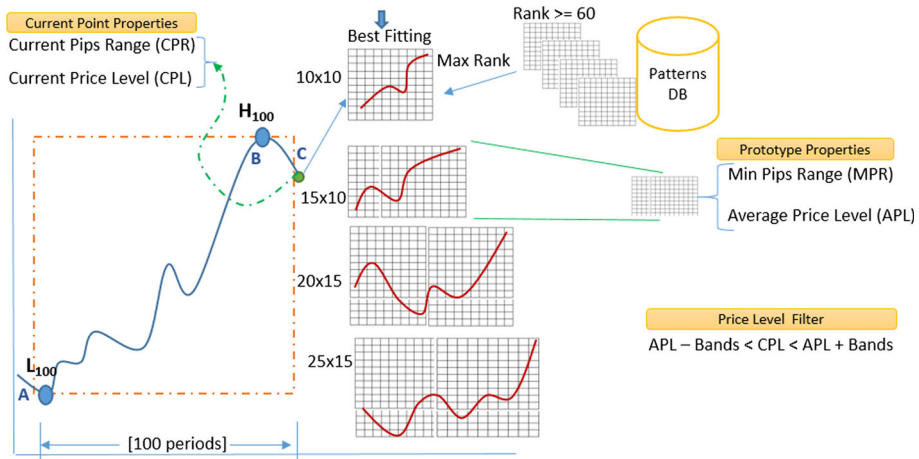 Current Point Properties
Current Pips Range (CPR)
Current Price Level (CPL)
Best Fitting
Rank >= 60
Max Rank
Patterns
DB
10x10
H100
B
C
15x10
Prototype Properties
Min Pips Range (MPR)
Average Price Level (APL)
20x15
Price Level Filter
APL – Bands < CPL < APL + Bands
25x15
L100
A
[100 periods]